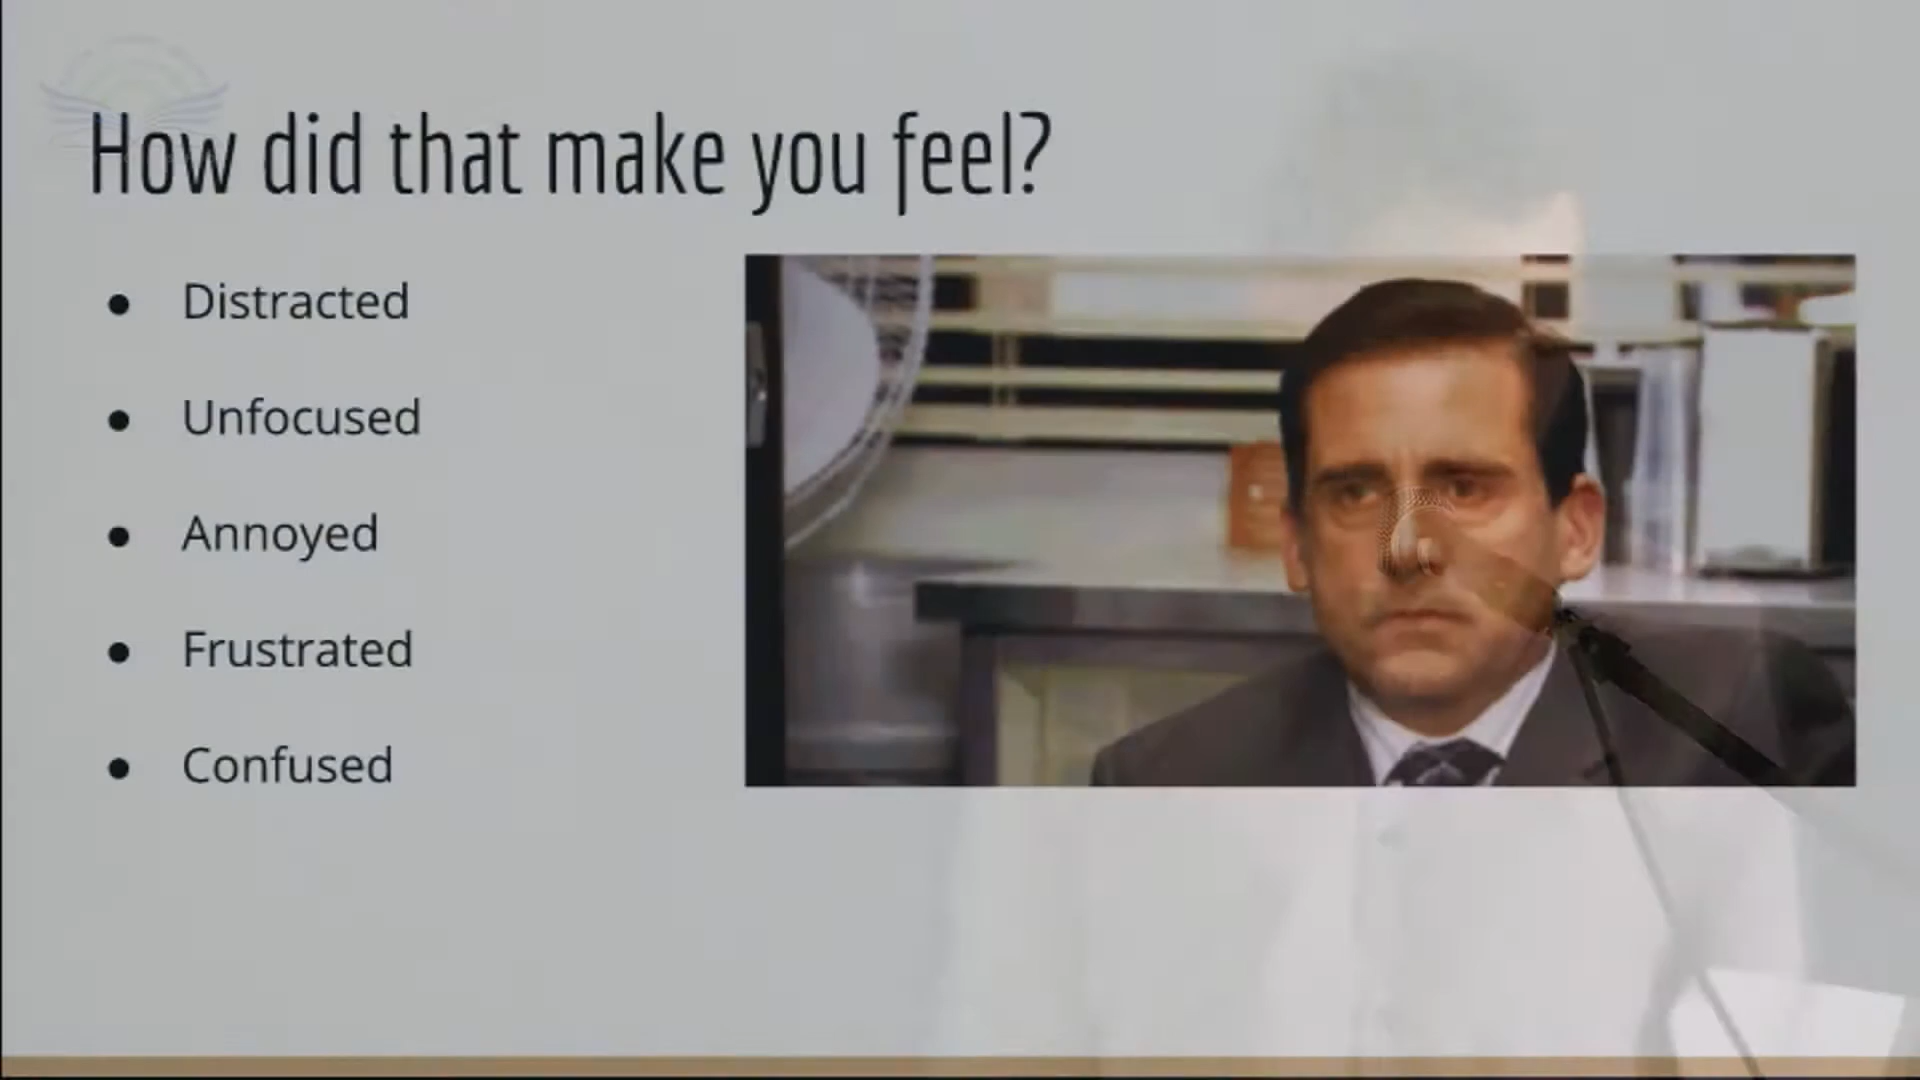 How did that make you feel?
● Distracted
● Unfocused
● Annoyed
● Frustrated
● Confused